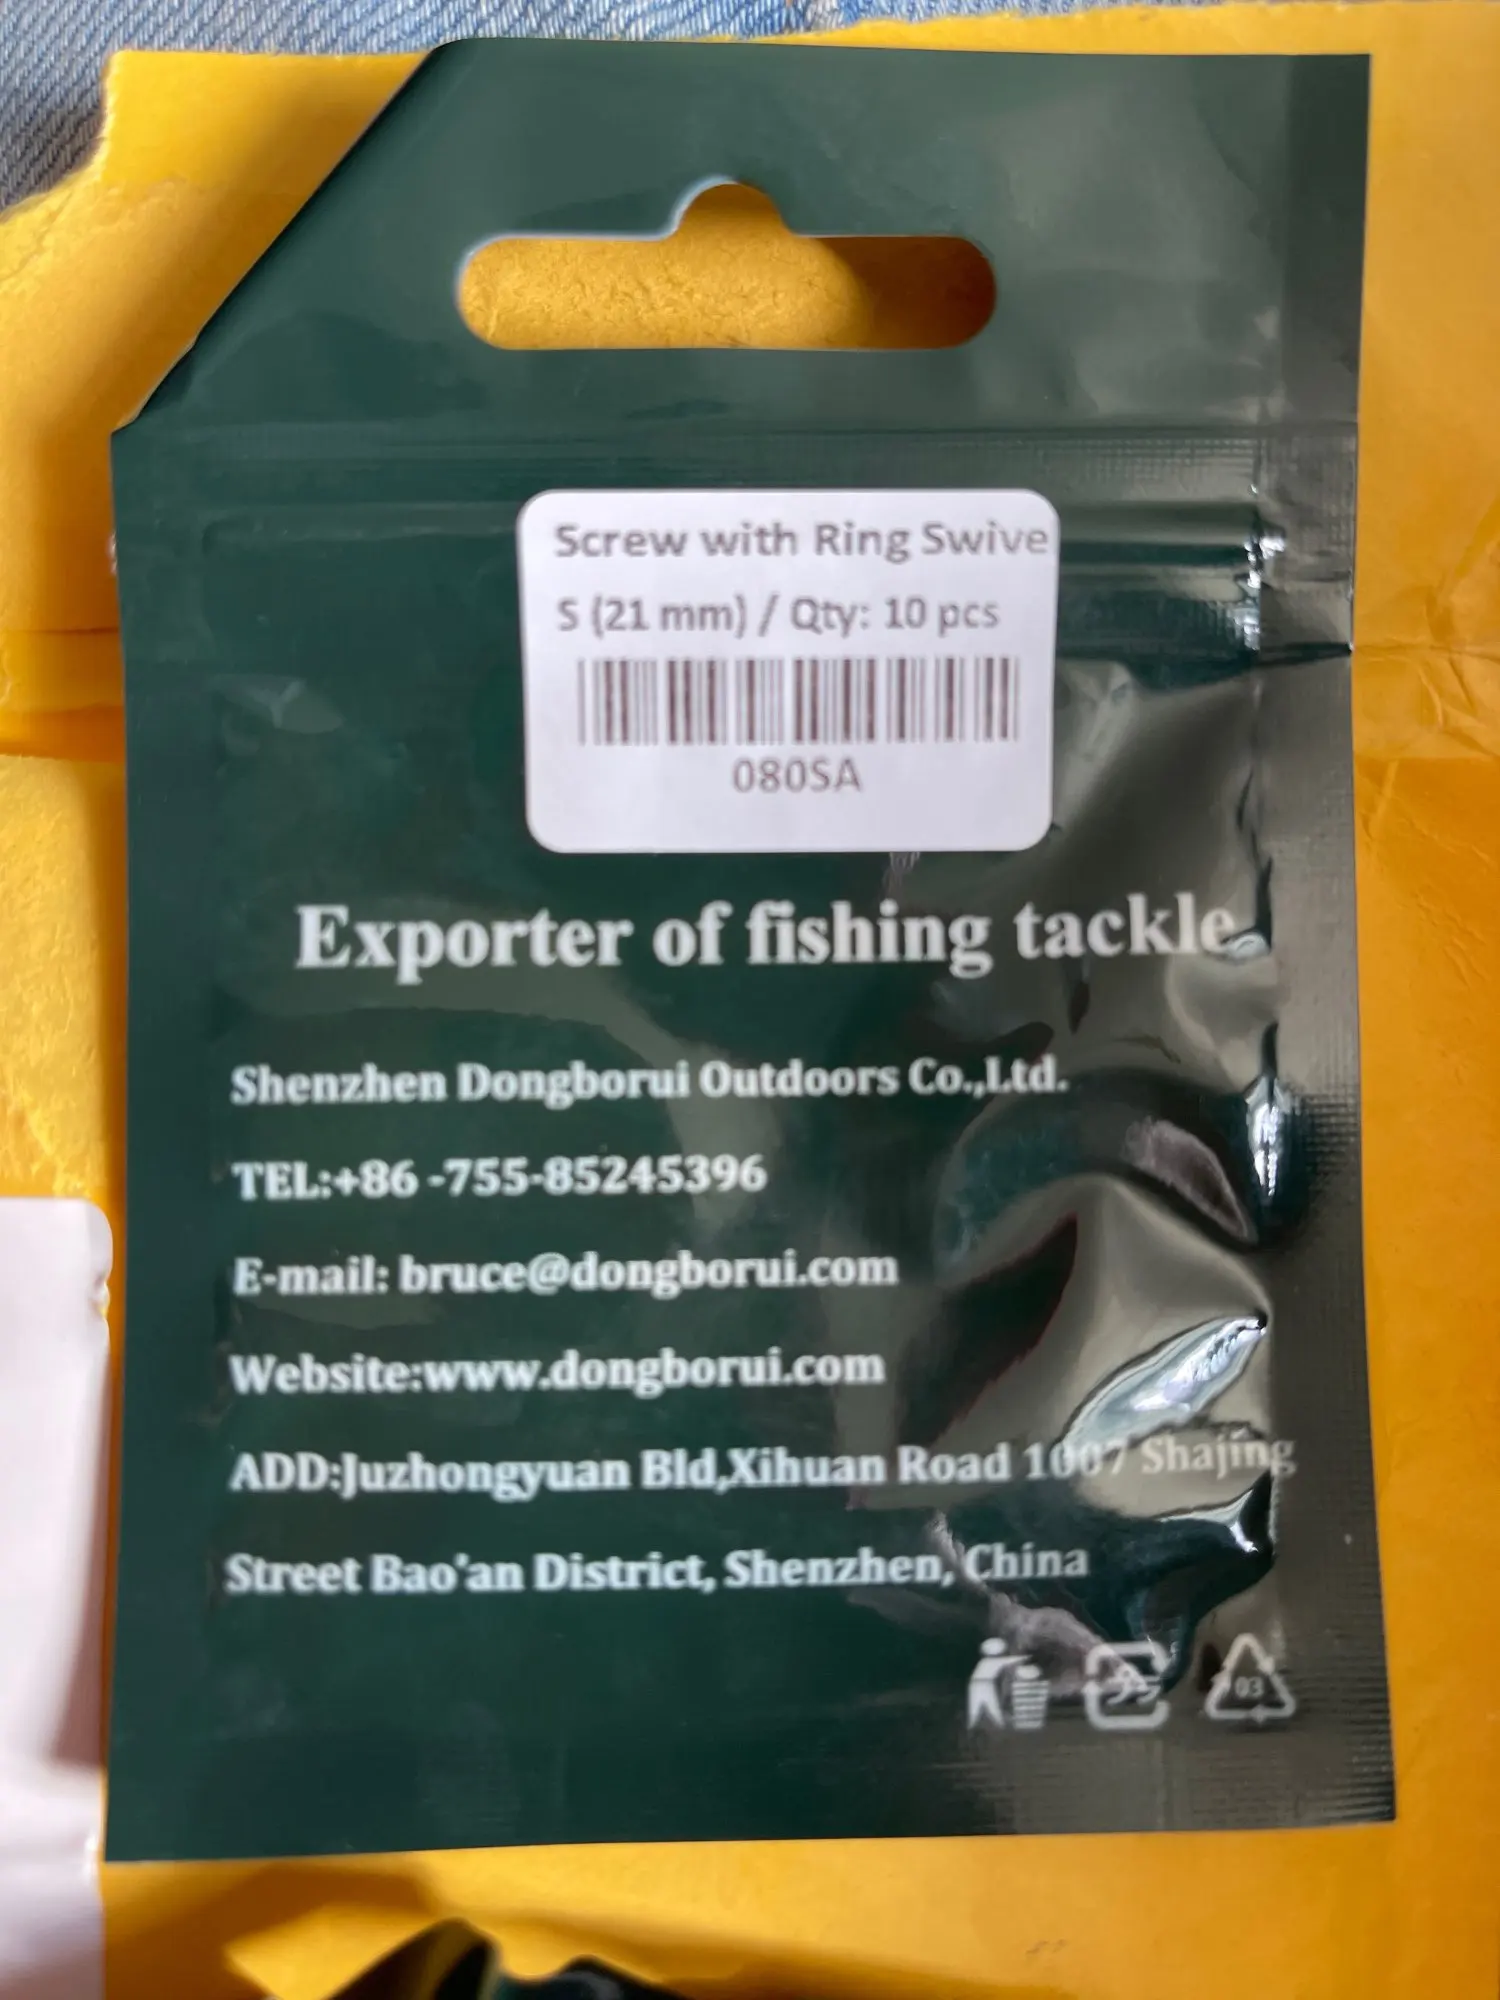 Screw with Ring Swive
S (21 mm) / Qty: 10 pcs
080SA
Exporter of fishing tackle
Shenzhen Dongborui Outdoors Co.,Ltd.
TEL:+86 -755-85245396
E-mail: bruce@dongborui.com
Website:www.dongborui.com
ADD:Juzhongyuan Bld,Xihuan Road 1007 Shajing
Street Bao'an District, Shenzhen, China
03